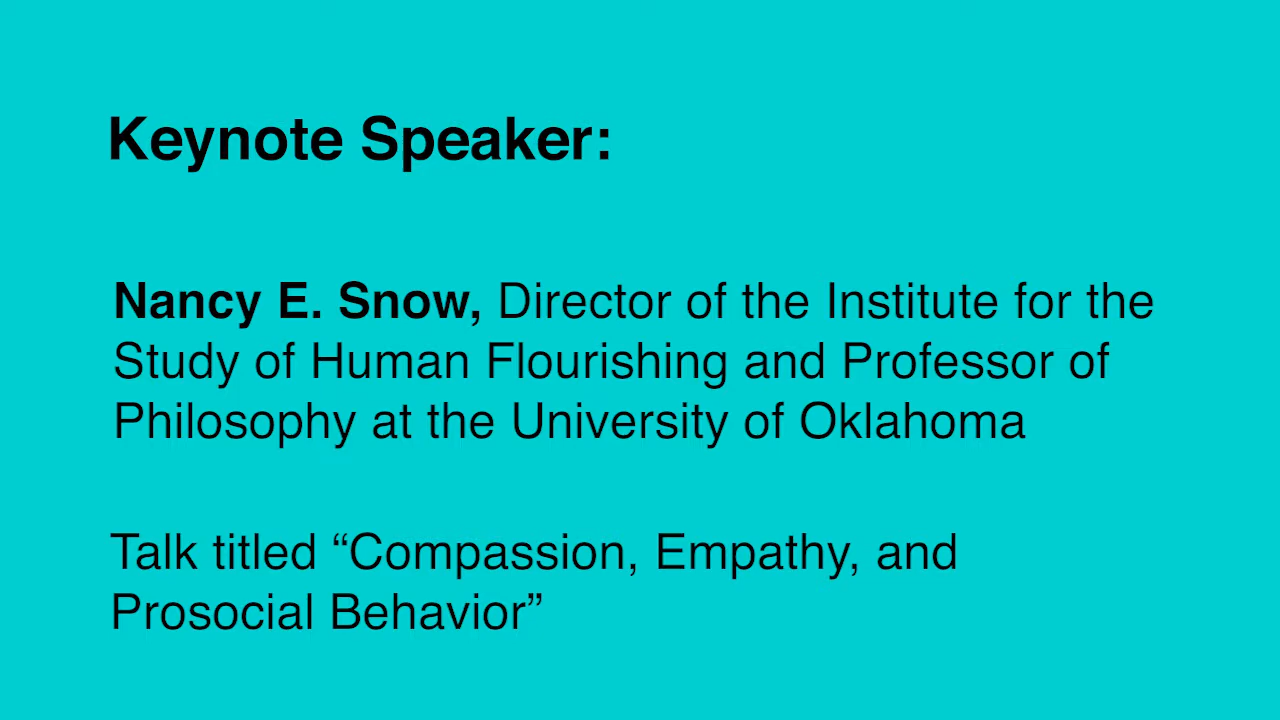 Keynote Speaker:
Nancy E. Snow, Director of the Institute for the
Study of Human Flourishing and Professor of
Philosophy at the University of Oklahoma
Talk titled “Compassion, Empathy, and
Prosocial Behavior”